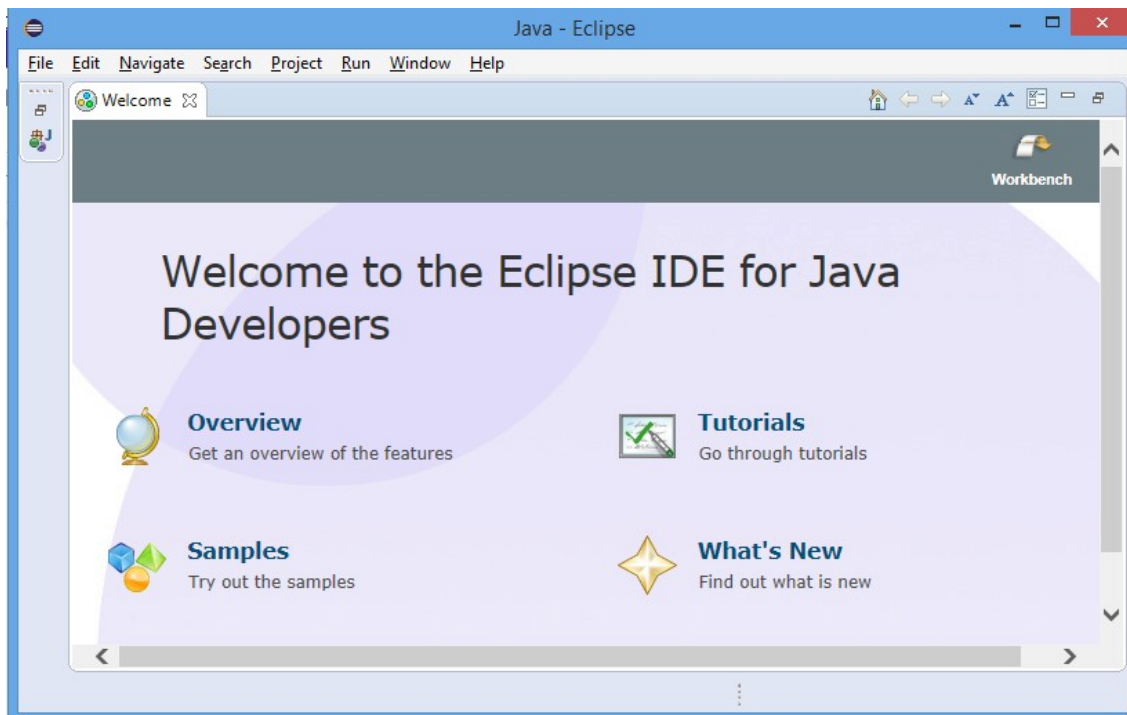 Java - Eclipse
File Edit Navigate Search Project Run Window Help
Welcome
Workbench
Welcome to the Eclipse IDE for Java
Developers
Overview
Get an overview of the features
Tutorials
Go through tutorials
Samples
Try out the samples
What's New
Find out what is new